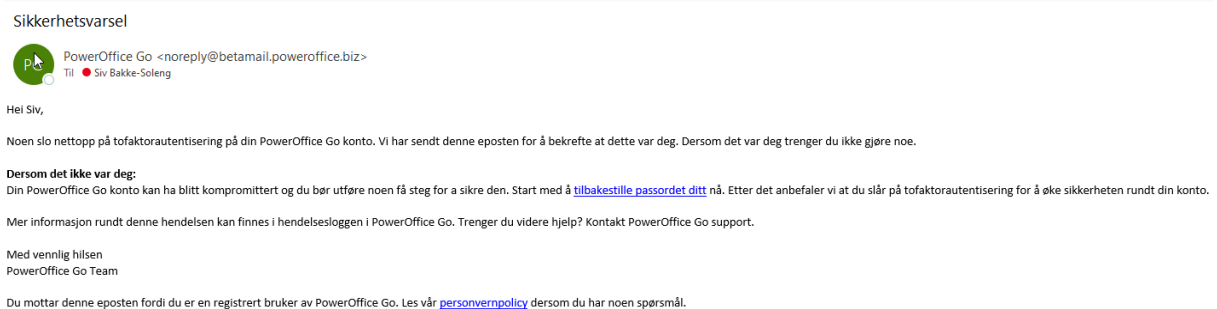 Sikkerhetsvarsel
PowerOffice Go <noreply@betamail.poweroffice.biz>
Til Siv Bakke-Soleng
Hei Siv,
Noen slo nettopp på tofaktorautentisering på din PowerOffice Go konto. Vi har sendt denne eposten for å bekrefte at dette var deg. Dersom det var deg trenger du ikke gjøre noe.
Dersom det ikke var deg:
Din PowerOffice Go konto kan ha blitt kompromittert og du bør utføre noen få steg for a sikre den. Start med å tilbakestille passordet ditt nå. Etter det anbefaler vi at du slår på tofaktorautentisering for å øke sikkerheten rundt din konto.
Mer informasjon rundt denne hendelsen kan finnes i hendelsesloggen i PowerOffice Go. Trenger du videre hjelp? Kontakt PowerOffice Go support.
Med vennlig hilsen
PowerOffice Go Team
Du mottar denne eposten fordi du er en registrert bruker av PowerOffice Go. Les vår personvernpolicy dersom du har noen spørsmål.